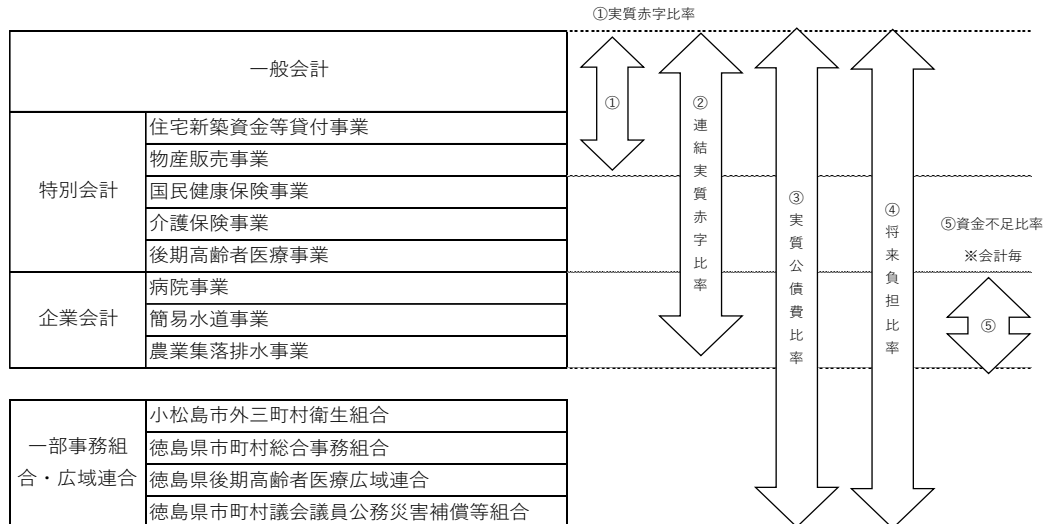 ①実質赤字比率
一般会計
特別会計
住宅新築資金等貸付事業
物産販売事業
国民健康保険事業
介護保険事業
後期高齢者医療事業
企業会計
病院事業
簡易水道事業
農業集落排水事業
一部事務組
合・広域連合
小松島市外三町村衛生組合
徳島県市町村総合事務組合
徳島県後期高齢者医療広域連合
徳島県市町村議会議員公務災害補償等組合
①
②連結実質赤字比率
③実質公債費比率
④将来負担比率
⑤資金不足比率
※会計毎
⑤